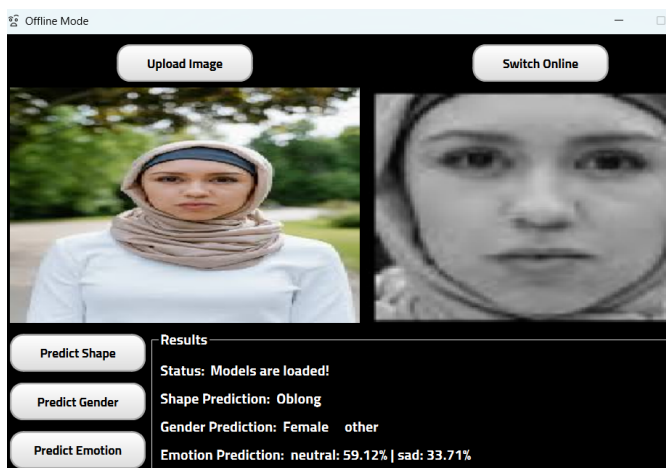 Offline Mode
Upload Image
Switch Online
Predict Shape
Predict Gender
Predict Emotion
Results
Status: Models are loaded!
Shape Prediction: Oblong
Gender Prediction: Female other
Emotion Prediction: neutral: 59.12% | sad: 33.71%